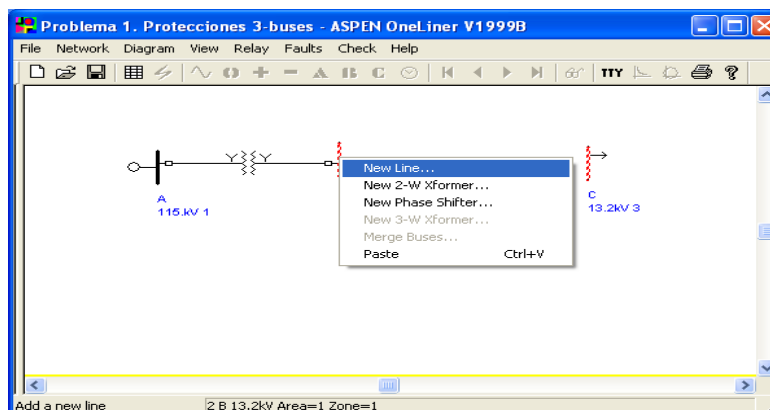 Problema 1. Protecciones 3-buses - ASPEN OneLiner V1999B
File Network Diagram View Relay Faults Check Help
TTY
A
115.kV 1
New Line...
New 2-W Xformer...
New Phase Shifter...
New 3-W Xformer...
Merge Buses...
Paste Ctrl+V
C
13.2kV 3
Add a new line 2 B 13.2kV Area=1 Zone=1